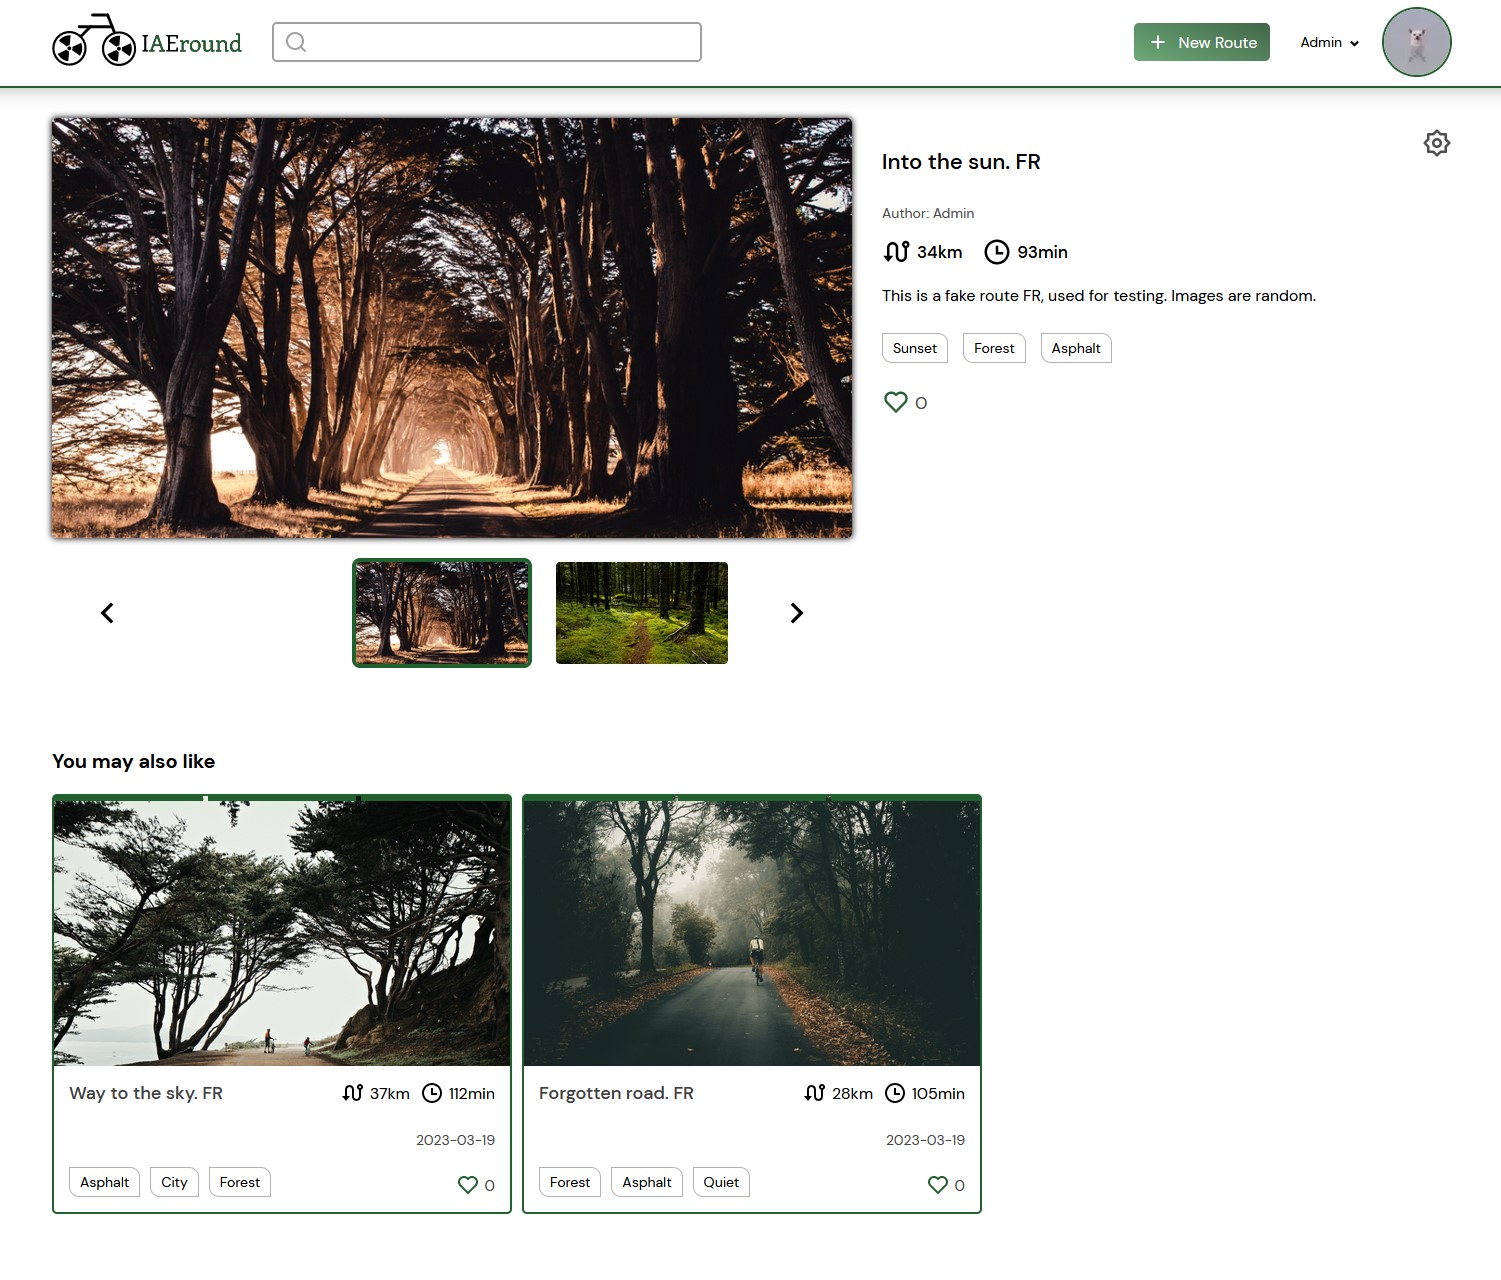 IAEround
New Route
Admin
Into the sun. FR
Author: Admin
34km 93min
This is a fake route FR, used for testing. Images are random.
Sunset Forest Asphalt
0
You may also like
Way to the sky. FR 37km 112min
2023-03-19
Asphalt City Forest 0
Forgotten road. FR 28km 105min
2023-03-19
Forest Asphalt Quiet 0